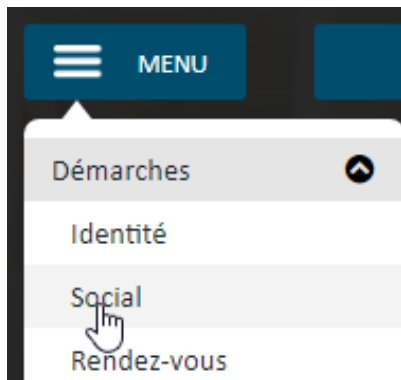 MENU
Démarches
Identité
Social
Rendez-vous